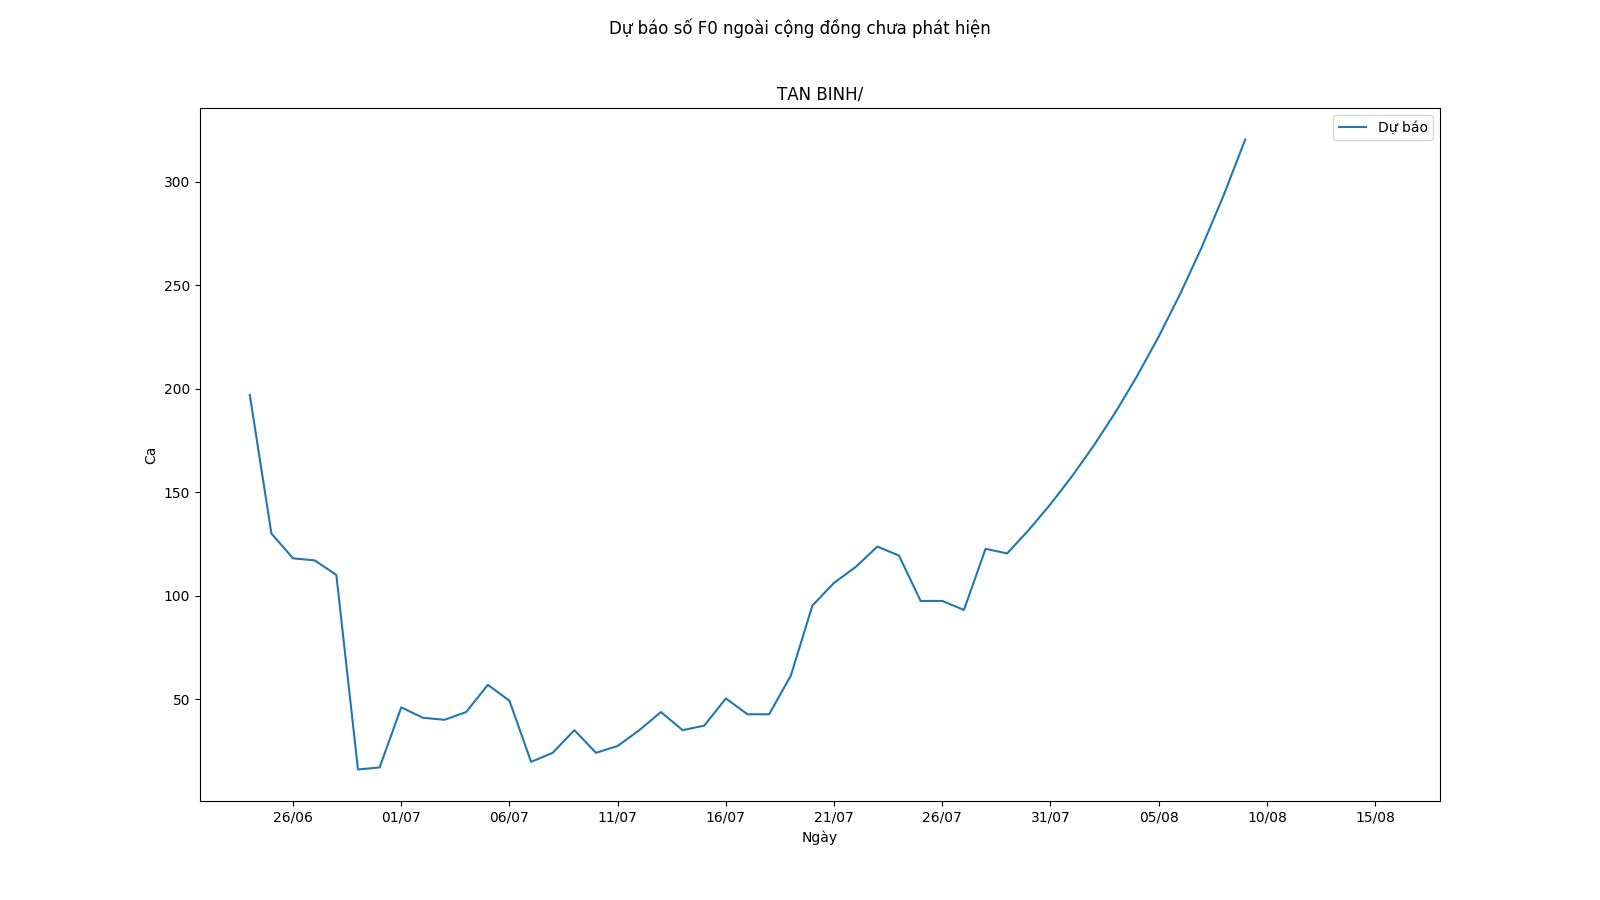 Dự báo số F0 ngoài cộng đồng chưa phát hiện
TAN BINH/
Dự báo
300
250
200
150
100
50
Ca
26/06 01/07 06/07 11/07 16/07 21/07 26/07 31/07 05/08 10/08 15/08
Ngày